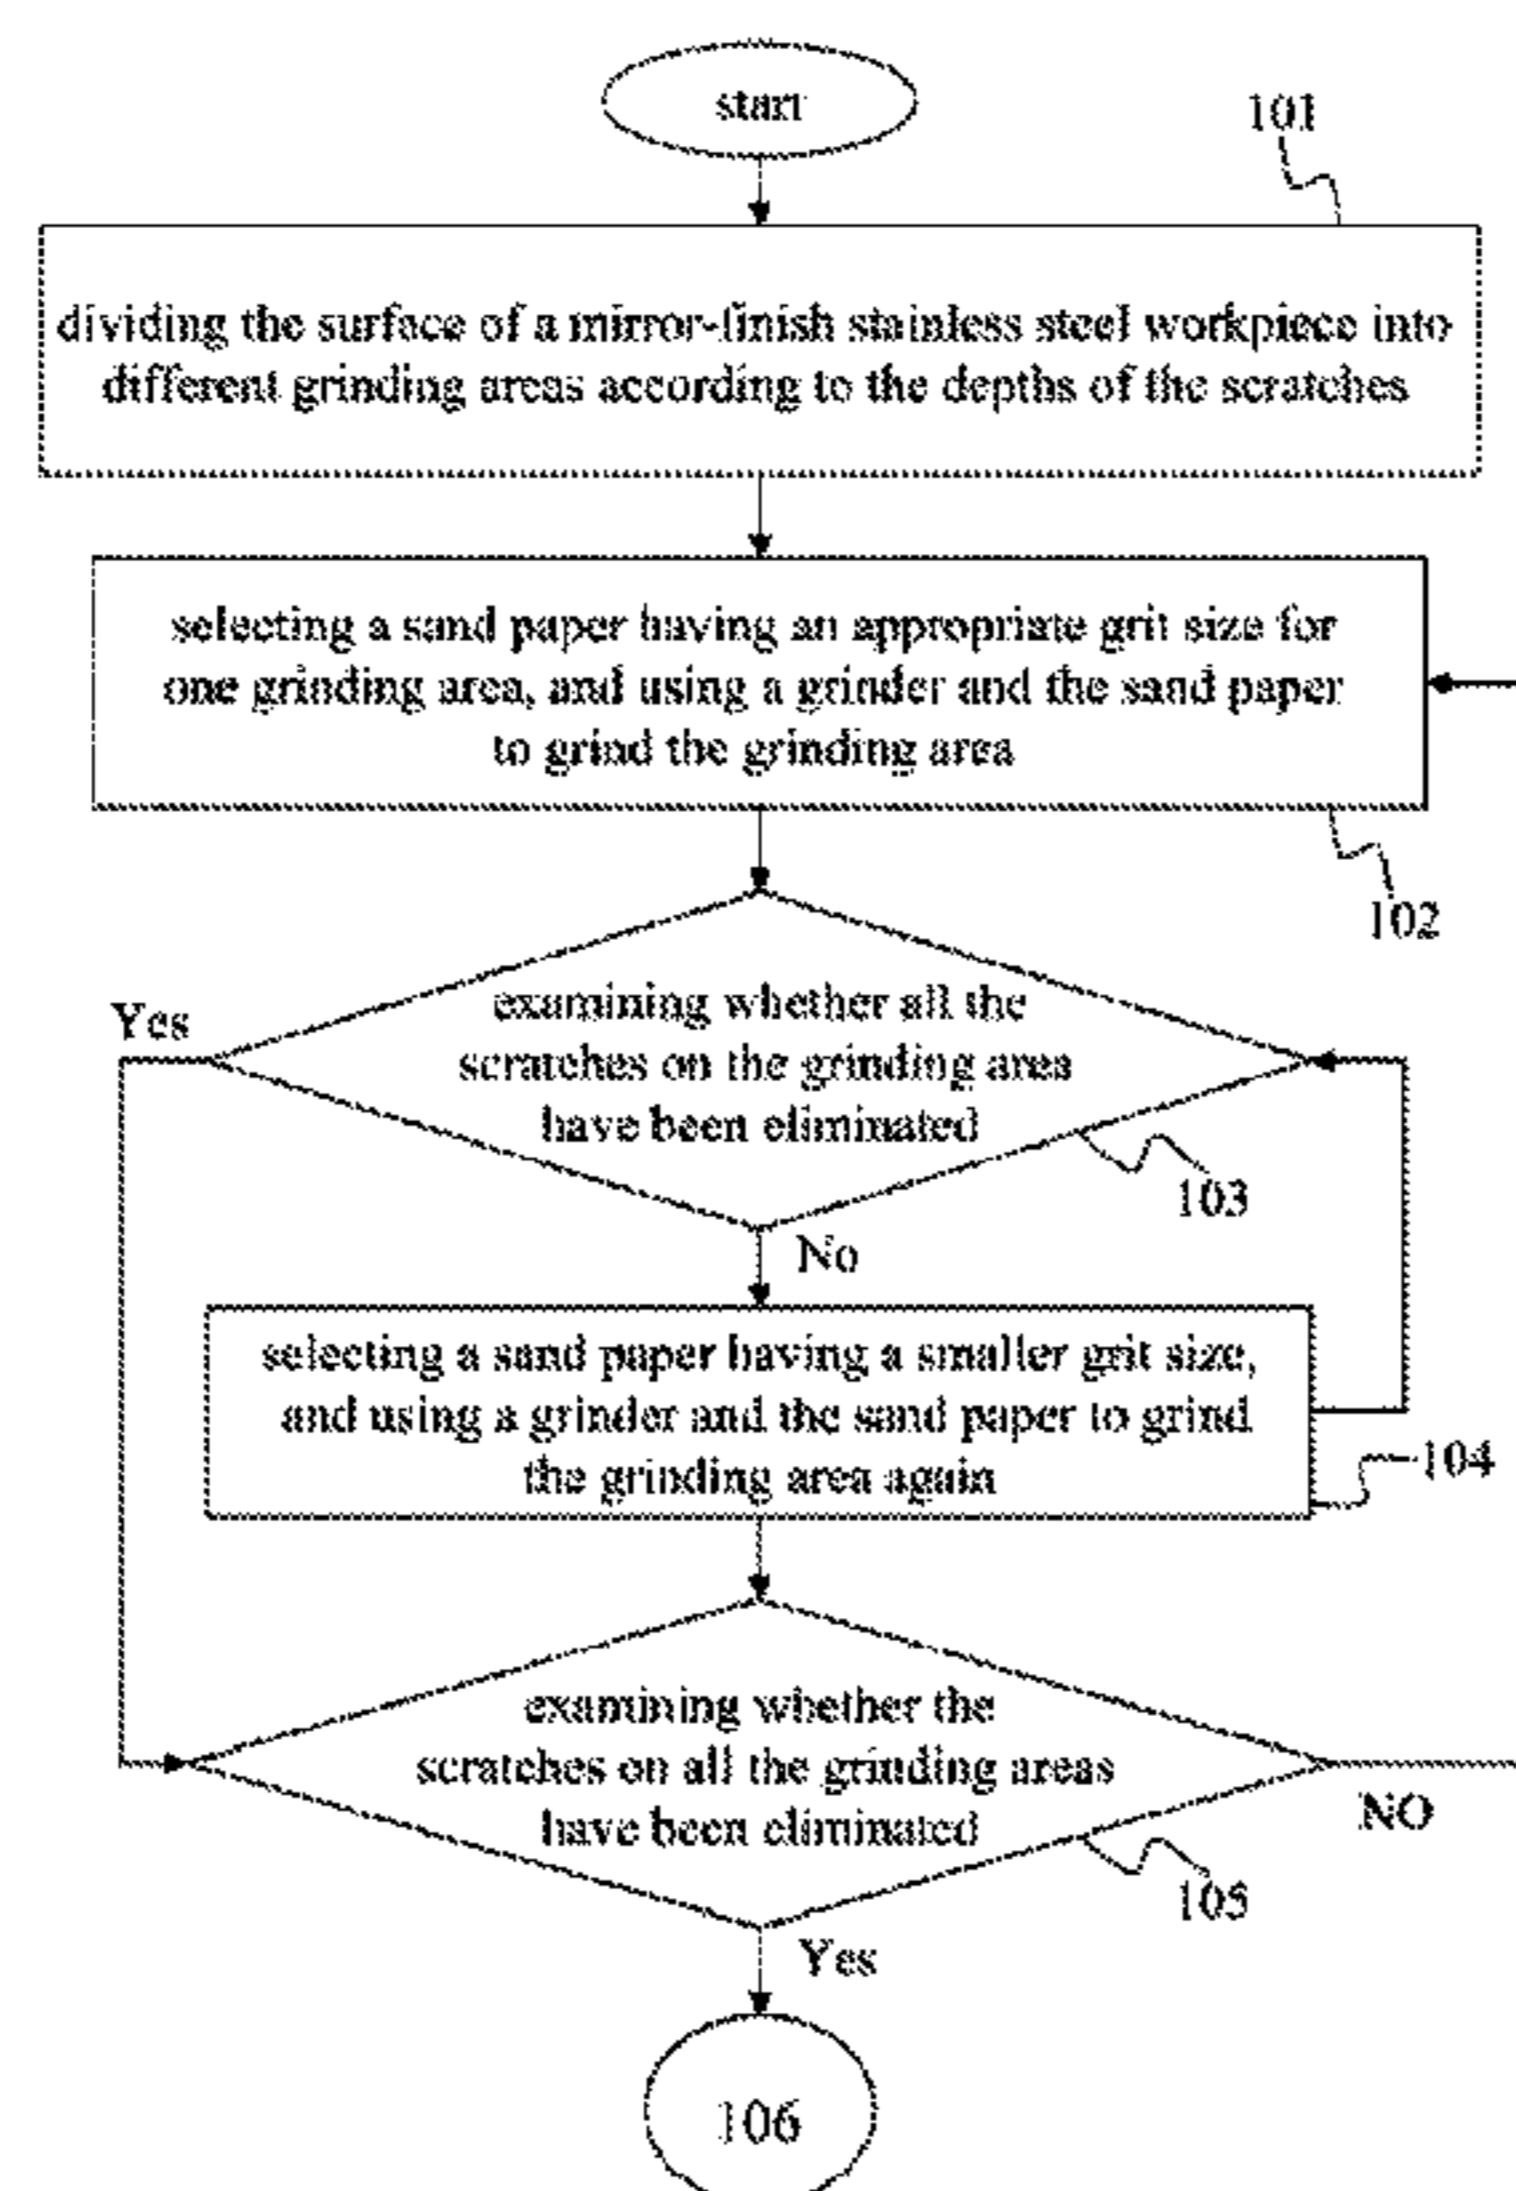 start
101
dividing the surface of a mirror-finish stainless steel workpiece into
different grinding areas according to the depths of the scratches
selecting a sand paper having an appropriate grit size for
one grinding area, and using a grinder and the sand paper
to grind the grinding area
102
Yes
examining whether all the
scratches on the grinding area
have been eliminated
103
No
selecting a sand paper having a smaller grit size,
and using a grinder and the sand paper to grind
the grinding area again
104
examining whether the
scratches on all the grinding areas
have been eliminated
NO
105
Yes
106